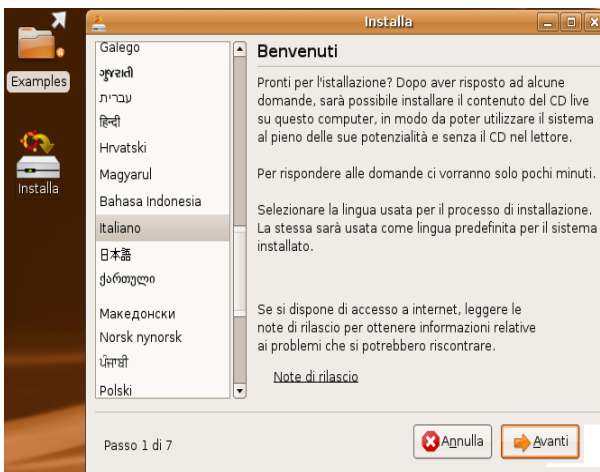 Examples
Installa
Installa
Galego
ગુજરાતી
עברית
हिन्दी
Hrvatski
Magyarul
Bahasa Indonesia
Italiano
日本語
ქართული
Македонски
Norsk nynorsk
ਪੰਜਾਬੀ
Polski
Benvenuti
Pronti per l'istallazione? Dopo aver risposto ad alcune
domande, sarà possibile installare il contenuto del CD live
su questo computer, in modo da poter utilizzare il sistema
al pieno delle sue potenzialità e senza il CD nel lettore.
Per rispondere alle domande ci vorranno solo pochi minuti.
Selezionare la lingua usata per il processo di installazione.
La stessa sarà usata come lingua predefinita per il sistema
installato.
Se si dispone di accesso a internet, leggere le
note di rilascio per ottenere informazioni relative
ai problemi che si potrebbero riscontrare.
Note di rilascio
Passo 1 di 7
Annulla
Avanti